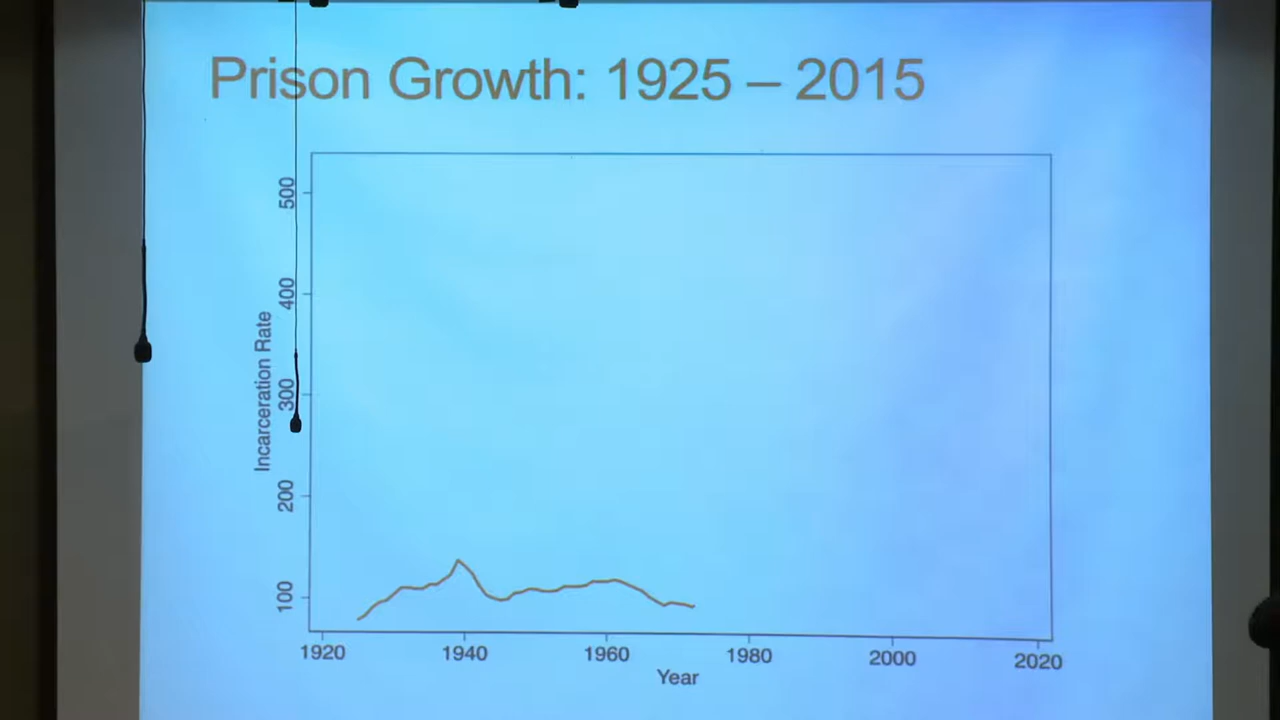 Prison Growth: 1925 – 2015
500
400
300
200
100
Incarceration Rate
1920 1940 1960 1980 2000 2020
Year